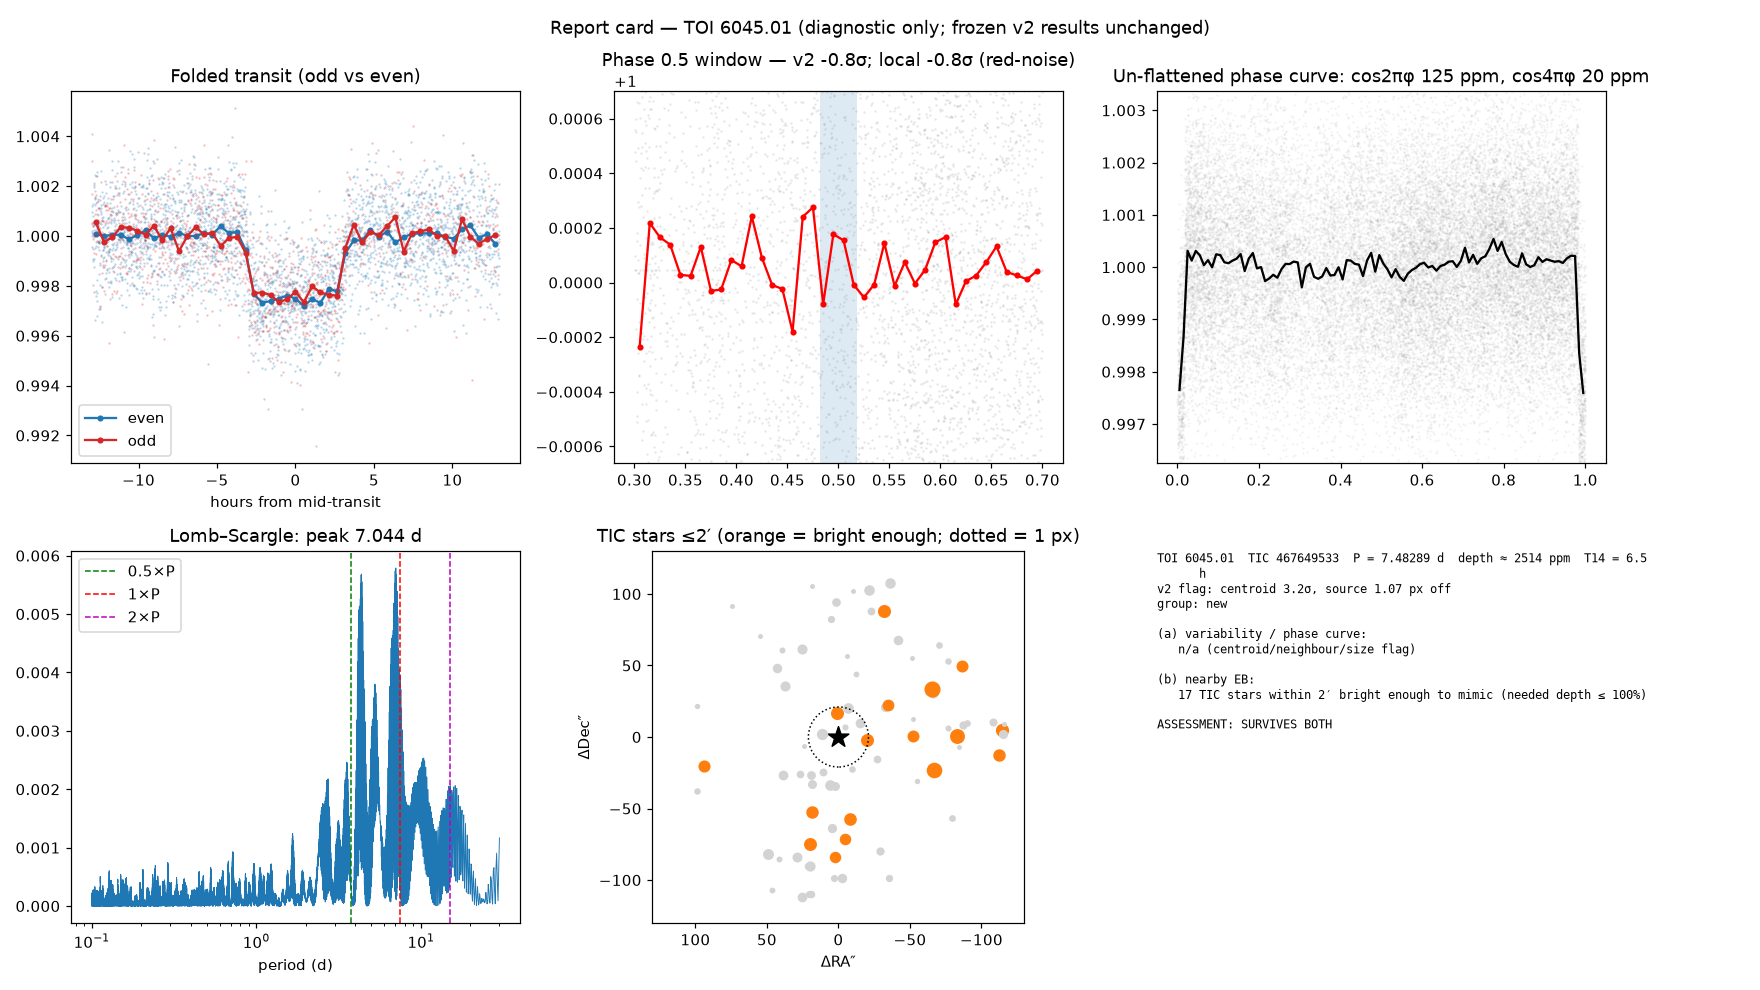 Report card — TOI 6045.01 (diagnostic only; frozen v2 results unchanged)
Folded transit (odd vs even)
1.004
1.002
1.000
0.998
0.996
0.994
0.992
even
odd
−10
−5
0
5
10
hours from mid-transit
Phase 0.5 window — v2 -0.8σ; local -0.8σ (red-noise)
+1
0.0006
0.0004
0.0002
0.0000
−0.0002
−0.0004
−0.0006
0.30
0.35
0.40
0.45
0.50
0.55
0.60
0.65
0.70
Un-flattened phase curve: cos2πφ 125 ppm, cos4πφ 20 ppm
1.003
1.002
1.001
1.000
0.999
0.998
0.997
0.0
0.2
0.4
0.6
0.8
1.0
Lomb–Scargle: peak 7.044 d
0.006
0.005
0.004
0.003
0.002
0.001
0.000
0.5×P
1×P
2×P
10⁻¹
10⁰
10¹
period (d)
TIC stars ≤2′ (orange = bright enough; dotted = 1 px)
ΔDec″
100
50
0
−50
−100
100
50
0
−50
−100
ΔRA″
TOI 6045.01  TIC 467649533  P = 7.48289 d  depth ≈ 2514 ppm  T14 = 6.5
h
v2 flag: centroid 3.2σ, source 1.07 px off
group: new
(a) variability / phase curve:
n/a (centroid/neighbour/size flag)
(b) nearby EB:
17 TIC stars within 2′ bright enough to mimic (needed depth ≤ 100%)
ASSESSMENT: SURVIVES BOTH